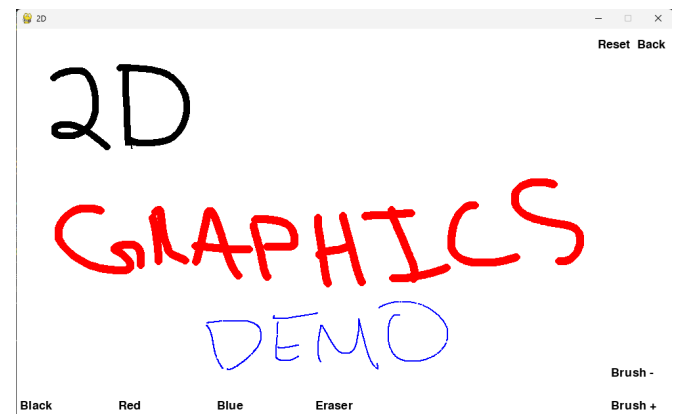 2D
Reset Back
2D
GRAPHICS
DEMO
Brush -
Black Red Blue Eraser Brush +